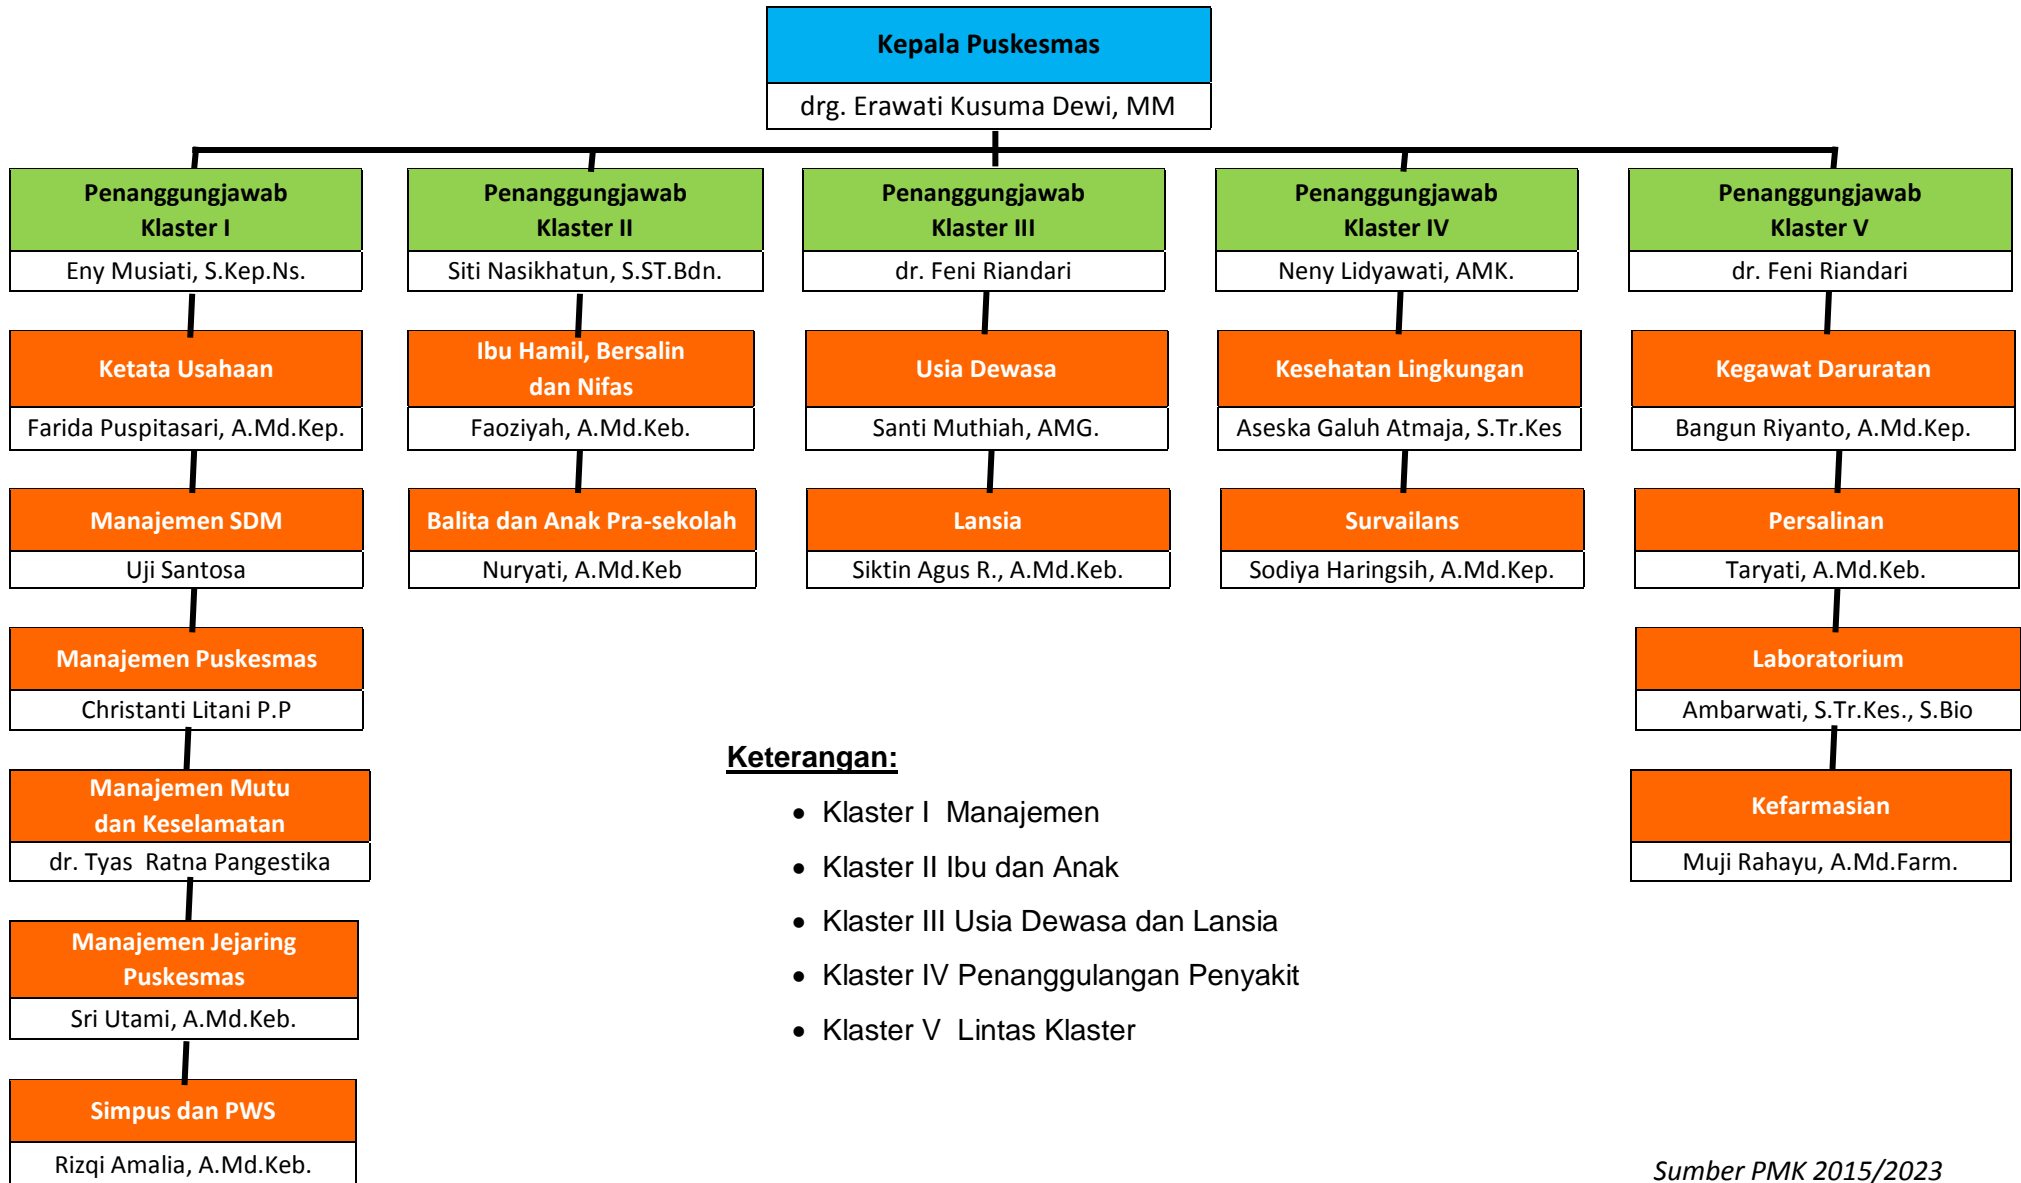 Kepala Puskesmas
drg. Erawati Kusuma Dewi, MM
Penanggungjawab
Klaster I
Eny Musiati, S.Kep.Ns.
Ketata Usahaan
Farida Puspitasari, A.Md.Kep.
Manajemen SDM
Uji Santosa
Manajemen Puskesmas
Christanti Litani P.P
Manajemen Mutu
dan Keselamatan
dr. Tyas  Ratna Pangestika
Manajemen Jejaring
Puskesmas
Sri Utami, A.Md.Keb.
Simpus dan PWS
Rizqi Amalia, A.Md.Keb.
Penanggungjawab
Klaster II
Siti Nasikhatun, S.ST.Bdn.
Ibu Hamil, Bersalin
dan Nifas
Faoziyah, A.Md.Keb.
Balita dan Anak Pra-sekolah
Nuryati, A.Md.Keb
Penanggungjawab
Klaster III
dr. Feni Riandari
Usia Dewasa
Santi Muthiah, AMG.
Lansia
Siktin Agus R., A.Md.Keb.
Penanggungjawab
Klaster IV
Neny Lidyawati, AMK.
Kesehatan Lingkungan
Aseska Galuh Atmaja, S.Tr.Kes
Survailans
Sodiya Haringsih, A.Md.Kep.
Penanggungjawab
Klaster V
dr. Feni Riandari
Kegawat Daruratan
Bangun Riyanto, A.Md.Kep.
Persalinan
Taryati, A.Md.Keb.
Laboratorium
Ambarwati, S.Tr.Kes., S.Bio
Kefarmasian
Muji Rahayu, A.Md.Farm.
Keterangan:
• Klaster I  Manajemen
• Klaster II Ibu dan Anak
• Klaster III Usia Dewasa dan Lansia
• Klaster IV Penanggulangan Penyakit
• Klaster V  Lintas Klaster
Sumber PMK 2015/2023